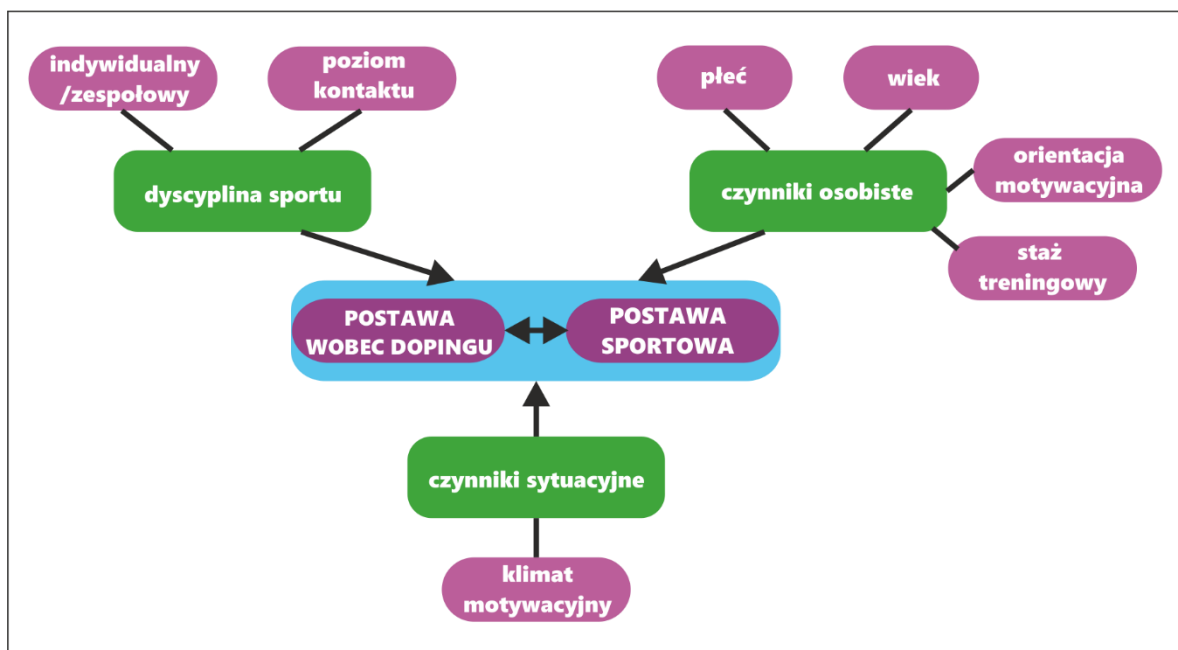 indywidualny
/zespołowy
poziom
kontaktu
płeć
wiek
dyscyplina sportu
czynniki osobiste
orientacja
motywacyjna
staż
treningowy
POSTAWA
WOBEC DOPINGU
POSTAWA
SPORTOWA
czynniki sytuacyjne
klimat
motywacyjny